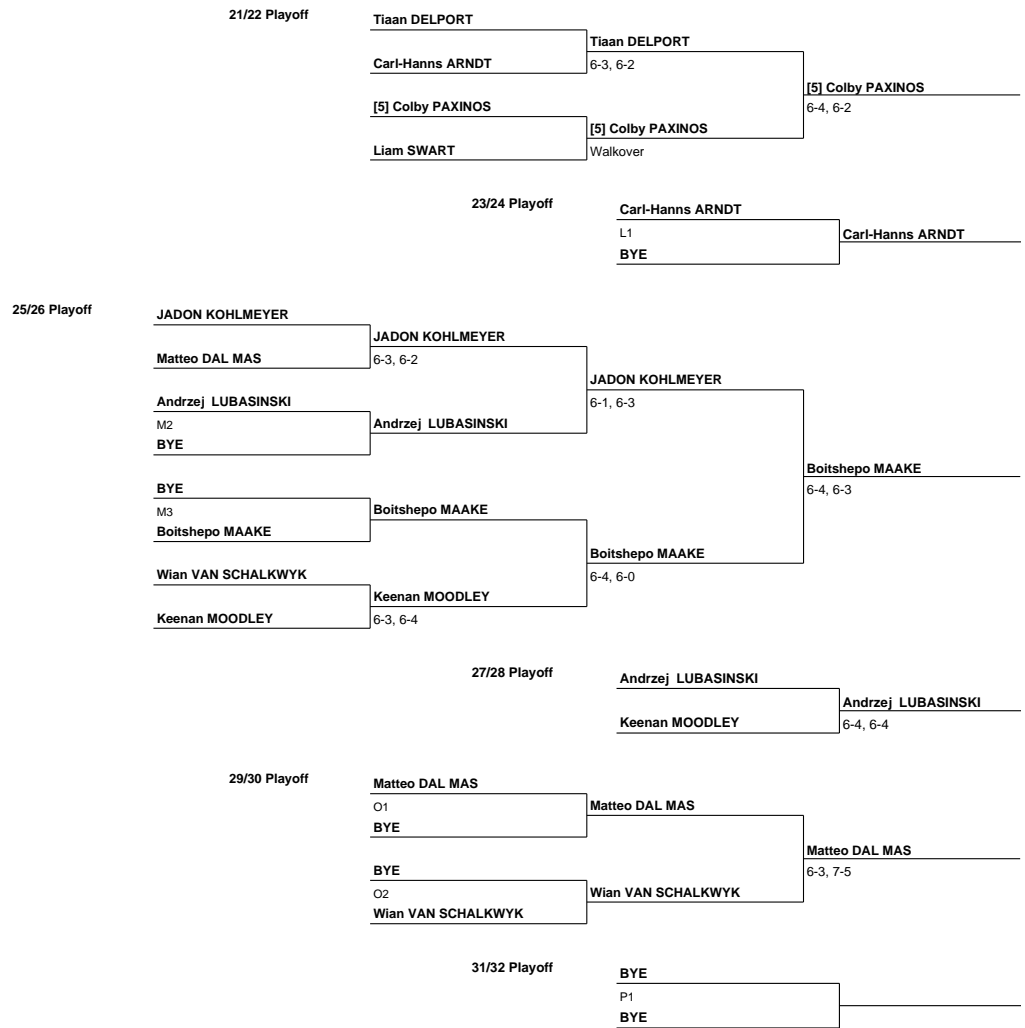 21/22 Playoff
Tiaan DELPORT
Tiaan DELPORT
Carl-Hanns ARNDT
6-3, 6-2
[5] Colby PAXINOS
[5] Colby PAXINOS
6-4, 6-2
[5] Colby PAXINOS
Liam SWART
Walkover
23/24 Playoff
Carl-Hanns ARNDT
L1
Carl-Hanns ARNDT
BYE
25/26 Playoff
JADON KOHLMEYER
JADON KOHLMEYER
Matteo DAL MAS
6-3, 6-2
JADON KOHLMEYER
Andrzej  LUBASINSKI
6-1, 6-3
M2
Andrzej  LUBASINSKI
BYE
Boitshepo MAAKE
BYE
6-4, 6-3
M3
Boitshepo MAAKE
Boitshepo MAAKE
Boitshepo MAAKE
Wian VAN SCHALKWYK
6-4, 6-0
Keenan MOODLEY
Keenan MOODLEY
6-3, 6-4
27/28 Playoff
Andrzej  LUBASINSKI
Andrzej  LUBASINSKI
Keenan MOODLEY
6-4, 6-4
29/30 Playoff
Matteo DAL MAS
O1
Matteo DAL MAS
BYE
Matteo DAL MAS
BYE
6-3, 7-5
O2
Wian VAN SCHALKWYK
Wian VAN SCHALKWYK
31/32 Playoff
BYE
P1
BYE